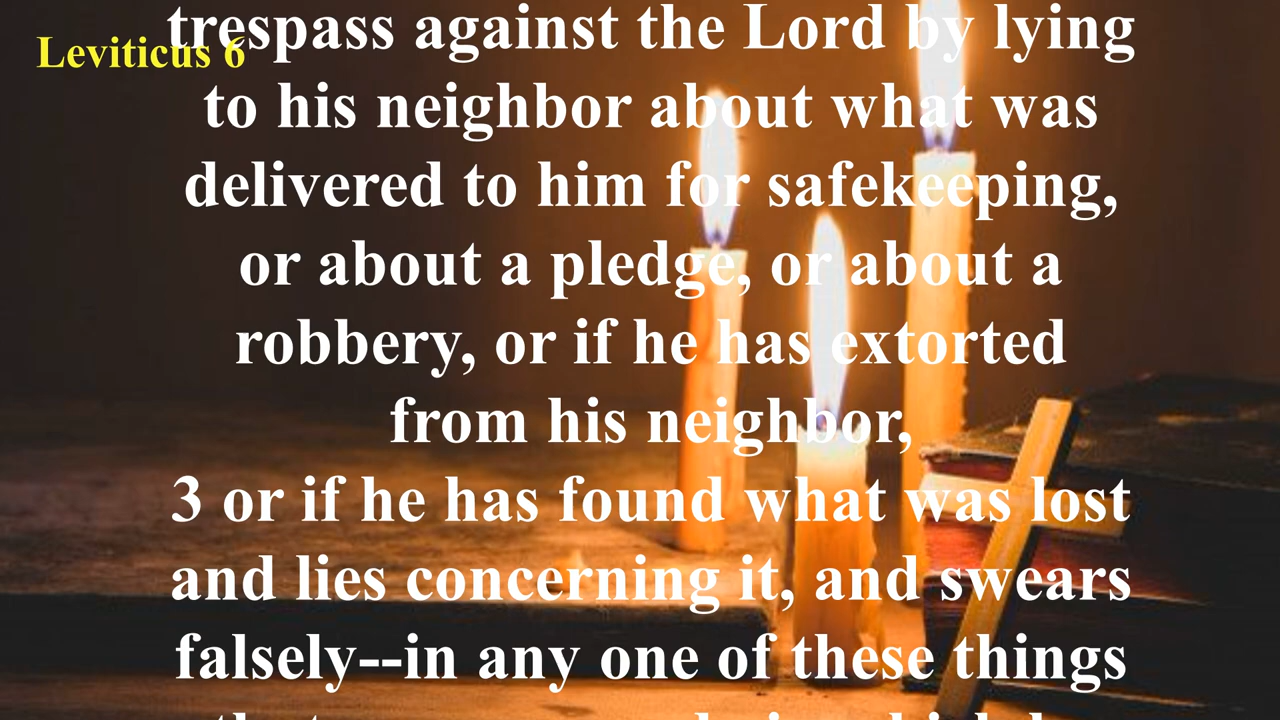 Leviticus 6
trespass against the Lord by lying
to his neighbor about what was
delivered to him for safekeeping,
or about a pledge, or about a
robbery, or if he has extorted
from his neighbor,
3 or if he has found what was lost
and lies concerning it, and swears
falsely--in any one of these things